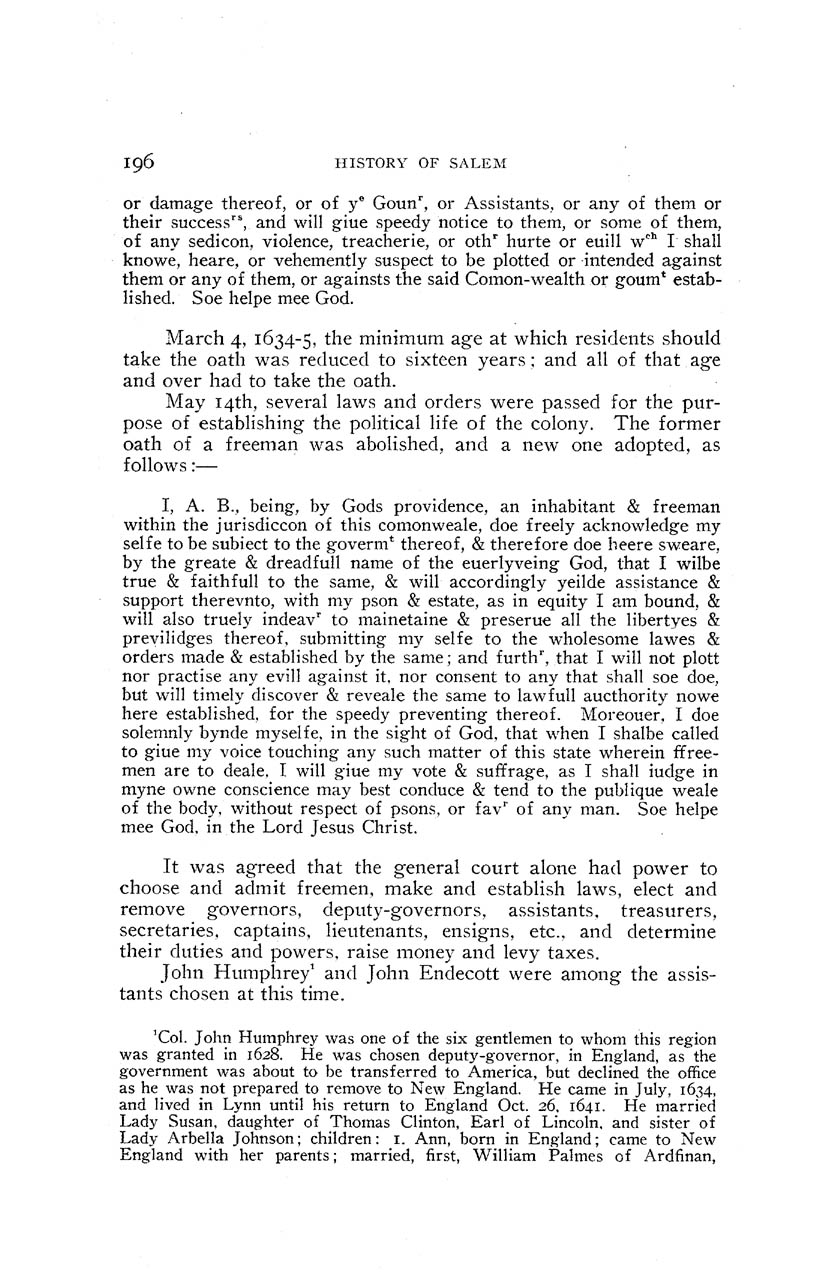 196 HISTORY OF SALEM
or damage thereof, or of yᵉ Gounʳ, or Assistants, or any of them or
their successʳˢ, and will giue speedy notice to them, or some of them,
of any sedicon, violence, treacherie, or othʳ hurte or euill wᶜʰ I shall
knowe, heare, or vehemently suspect to be plotted or intended against
them or any of them, or againsts the said Comon-wealth or goumᵗ estab-
lished. Soe helpe mee God.
March 4, 1634-5, the minimum age at which residents should
take the oath was reduced to sixteen years; and all of that age
and over had to take the oath.
May 14th, several laws and orders were passed for the pur-
pose of establishing the political life of the colony. The former
oath of a freeman was abolished, and a new one adopted, as
follows:—
I, A. B., being, by Gods providence, an inhabitant & freeman
within the jurisdiccon of this comonweale, doe freely acknowledge my
selfe to be subiect to the govermᵗ thereof, & therefore doe heere sweare,
by the greate & dreadfull name of the euerlyveing God, that I wilbe
true & faithfull to the same, & will accordingly yeilde assistance &
support therevnto, with my pson & estate, as in equity I am bound, &
will also truely indeavʳ to mainetaine & preserue all the libertyes &
previlidges thereof, submitting my selfe to the wholesome lawes &
orders made & established by the same; and furthʳ, that I will not plott
nor practise any evill against it, nor consent to any that shall soe doe,
but will timely discover & reveale the same to lawfull aucthority nowe
here established, for the speedy preventing thereof. Moreouer, I doe
solemnly bynde myselfe, in the sight of God, that when I shalbe called
to giue my voice touching any such matter of this state wherein ffree-
men are to deale, I will giue my vote & suffrage, as I shall iudge in
myne owne conscience may best conduce & tend to the publique weale
of the body, without respect of psons, or favʳ of any man. Soe helpe
mee God, in the Lord Jesus Christ.
It was agreed that the general court alone had power to
choose and admit freemen, make and establish laws, elect and
remove governors, deputy-governors, assistants, treasurers,
secretaries, captains, lieutenants, ensigns, etc., and determine
their duties and powers, raise money and levy taxes.
John Humphrey¹ and John Endecott were among the assis-
tants chosen at this time.
¹Col. John Humphrey was one of the six gentlemen to whom this region
was granted in 1628. He was chosen deputy-governor, in England, as the
government was about to be transferred to America, but declined the office
as he was not prepared to remove to New England. He came in July, 1634,
and lived in Lynn until his return to England Oct. 26, 1641. He married
Lady Susan, daughter of Thomas Clinton, Earl of Lincoln, and sister of
Lady Arbella Johnson; children: 1. Ann, born in England; came to New
England with her parents; married, first, William Palmes of Ardfinan,